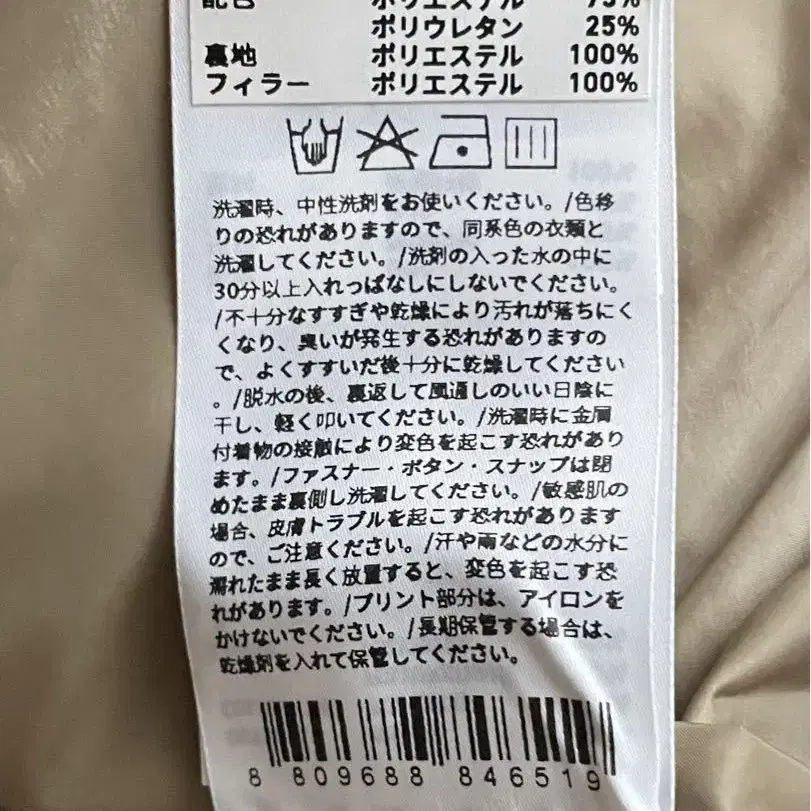 配色 ポリエステル 75%
ポリウレタン 25%
裏地 ポリエステル 100%
フィラー ポリエステル 100%
洗濯時、中性洗剤をお使いください。/色移
りの恐れがありますので、同系色の衣類と
洗濯してください。/洗剤の入った水の中に
30分以上入れっぱなしにしないでください。
/不十分なすすぎや乾燥により汚れが落ちにく
くなり、臭いが発生する恐れがありますの
で、よくすすいだ後十分に乾燥してください
。/脱水の後、裏返して風通しのいい日陰に
干し、軽く叩いてください。/洗濯時に金属
付着物の接触により変色を起こす恐れがあり
ます。/ファスナー・ボタン・スナップは閉
めたまま裏側し洗濯してください。/敏感肌の
場合、皮膚トラブルを起こす恐れがあります
ので、ご注意ください。/汗や雨などの水分に
濡れたまま長く放置すると、変色を起こす恐
れがあります。/プリント部分は、アイロンを
かけないでください。/長期保管する場合は、
乾燥剤を入れて保管してください。
8 809688 846519